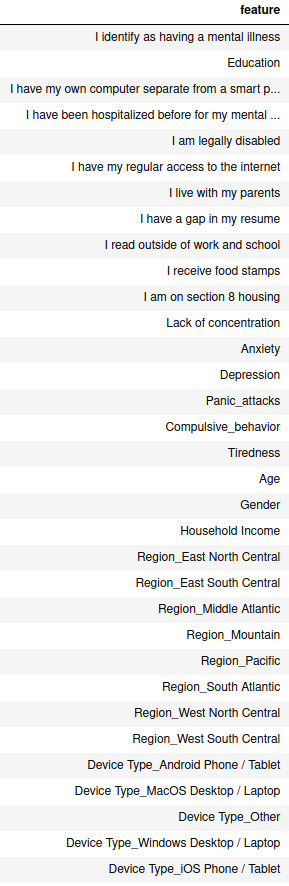 feature
I identify as having a mental illness
Education
I have my own computer separate from a smart p...
I have been hospitalized before for my mental ...
I am legally disabled
I have my regular access to the internet
I live with my parents
I have a gap in my resume
I read outside of work and school
I receive food stamps
I am on section 8 housing
Lack of concentration
Anxiety
Depression
Panic_attacks
Compulsive_behavior
Tiredness
Age
Gender
Household Income
Region_East North Central
Region_East South Central
Region_Middle Atlantic
Region_Mountain
Region_Pacific
Region_South Atlantic
Region_West North Central
Region_West South Central
Device Type_Android Phone / Tablet
Device Type_MacOS Desktop / Laptop
Device Type_Other
Device Type_Windows Desktop / Laptop
Device Type_iOS Phone / Tablet